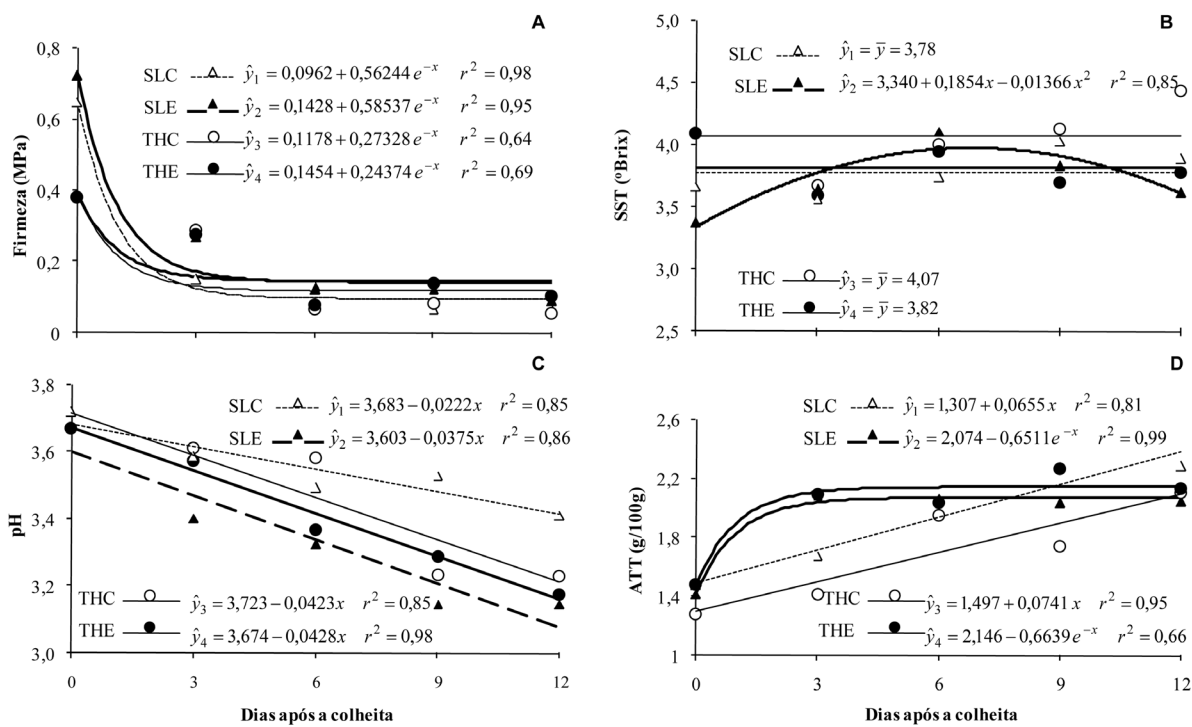 A
0,8
0,6
0,4
0,2
0
Firmeza (MPa)
SLC ŷ₁ = 0,0962 + 0,56244 e⁻ˣ r² = 0,98
SLE ŷ₂ = 0,1428 + 0,58537 e⁻ˣ r² = 0,95
THC ŷ₃ = 0,1178 + 0,27328 e⁻ˣ r² = 0,64
THE ŷ₄ = 0,1454 + 0,24374 e⁻ˣ r² = 0,69
B
5,0
4,5
4,0
3,5
3,0
2,5
SST (ºBrix)
SLC ŷ₁ = y̅ = 3,78
SLE ŷ₂ = 3,340 + 0,1854x − 0,01366x² r² = 0,85
THC ŷ₃ = y̅ = 4,07
THE ŷ₄ = y̅ = 3,82
C
3,8
3,6
3,4
3,2
3,0
pH
SLC ŷ₁ = 3,683 − 0,0222x r² = 0,85
SLE ŷ₂ = 3,603 − 0,0375x r² = 0,86
THC ŷ₃ = 3,723 − 0,0423x r² = 0,85
THE ŷ₄ = 3,674 − 0,0428x r² = 0,98
0 3 6 9 12
Dias após a colheita
D
2,6
2,2
1,8
1,4
1
ATT (g/100g)
SLC ŷ₁ = 1,307 + 0,0655x r² = 0,81
SLE ŷ₂ = 2,074 − 0,6511e⁻ˣ r² = 0,99
THC ŷ₃ = 1,497 + 0,0741x r² = 0,95
THE ŷ₄ = 2,146 − 0,6639e⁻ˣ r² = 0,66
0 3 6 9 12
Dias após a colheita